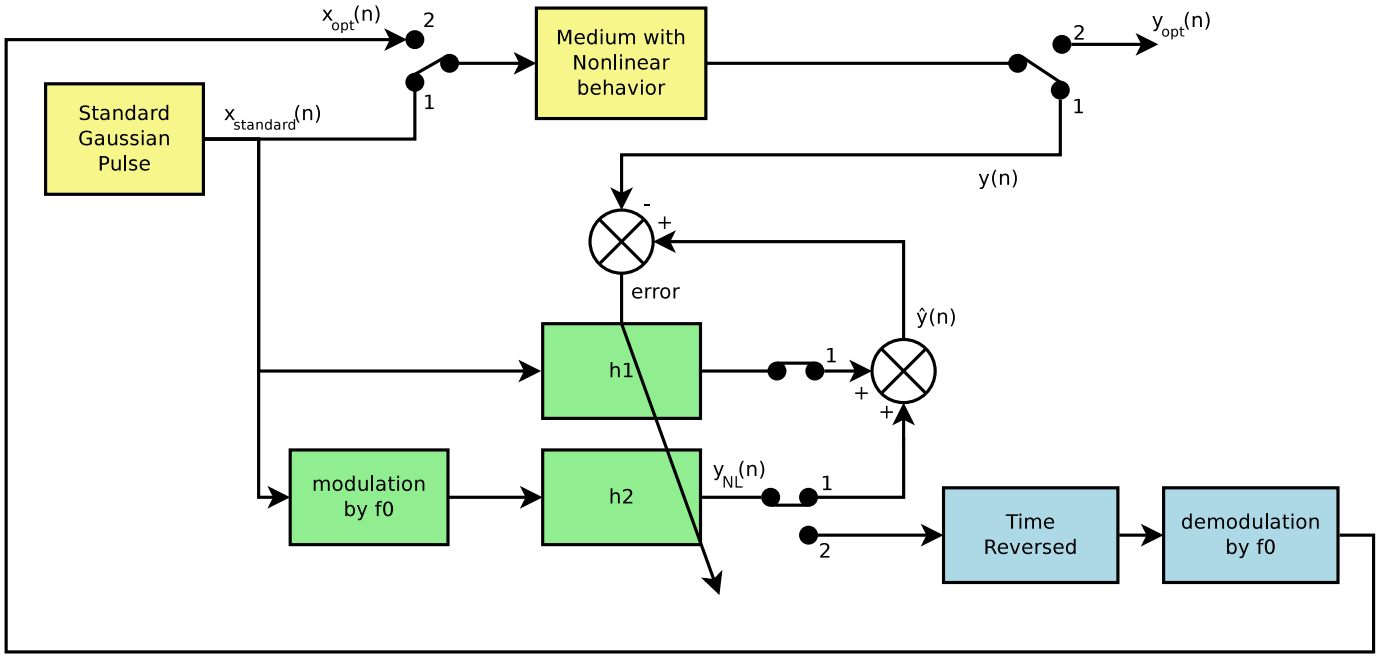 x_opt(n)
2
Medium with
Nonlinear
behavior
2
y_opt(n)
Standard
Gaussian
Pulse
x_standard(n)
1
1
y(n)
-
+
error
ŷ(n)
h1
1
+
+
modulation
by f0
h2
y_NL(n)
1
2
Time
Reversed
demodulation
by f0